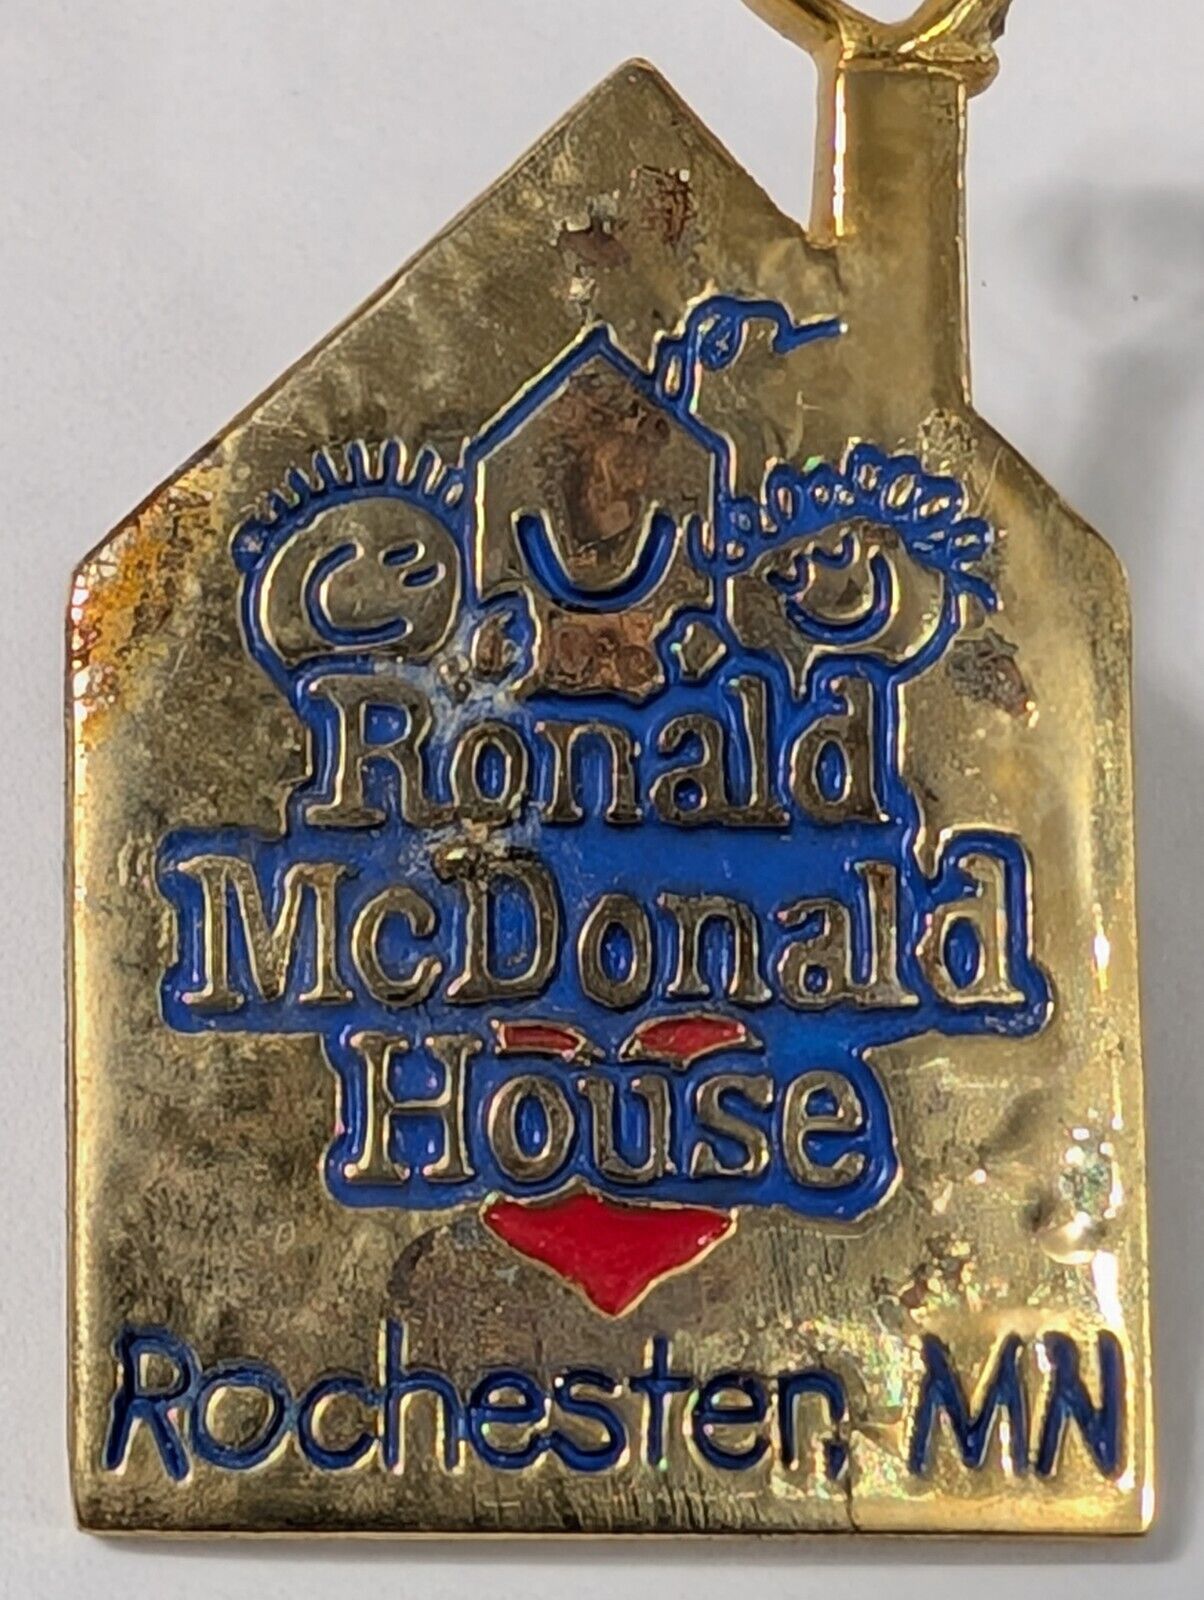 Ronald
McDonald
House
Rochester, MN